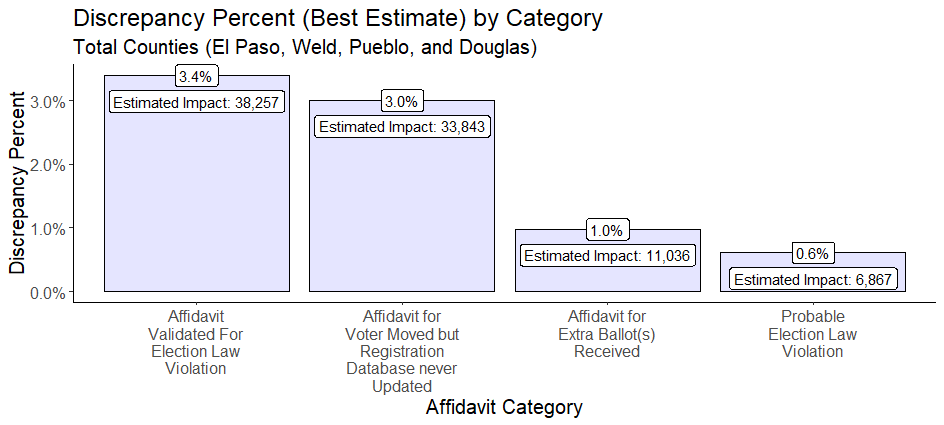 Discrepancy Percent (Best Estimate) by Category
Total Counties (El Paso, Weld, Pueblo, and Douglas)
Discrepancy Percent
3.0%
2.0%
1.0%
0.0%
3.4%
Estimated Impact: 38,257
3.0%
Estimated Impact: 33,843
1.0%
Estimated Impact: 11,036
0.6%
Estimated Impact: 6,867
Affidavit
Validated For
Election Law
Violation
Affidavit for
Voter Moved but
Registration
Database never
Updated
Affidavit for
Extra Ballot(s)
Received
Probable
Election Law
Violation
Affidavit Category